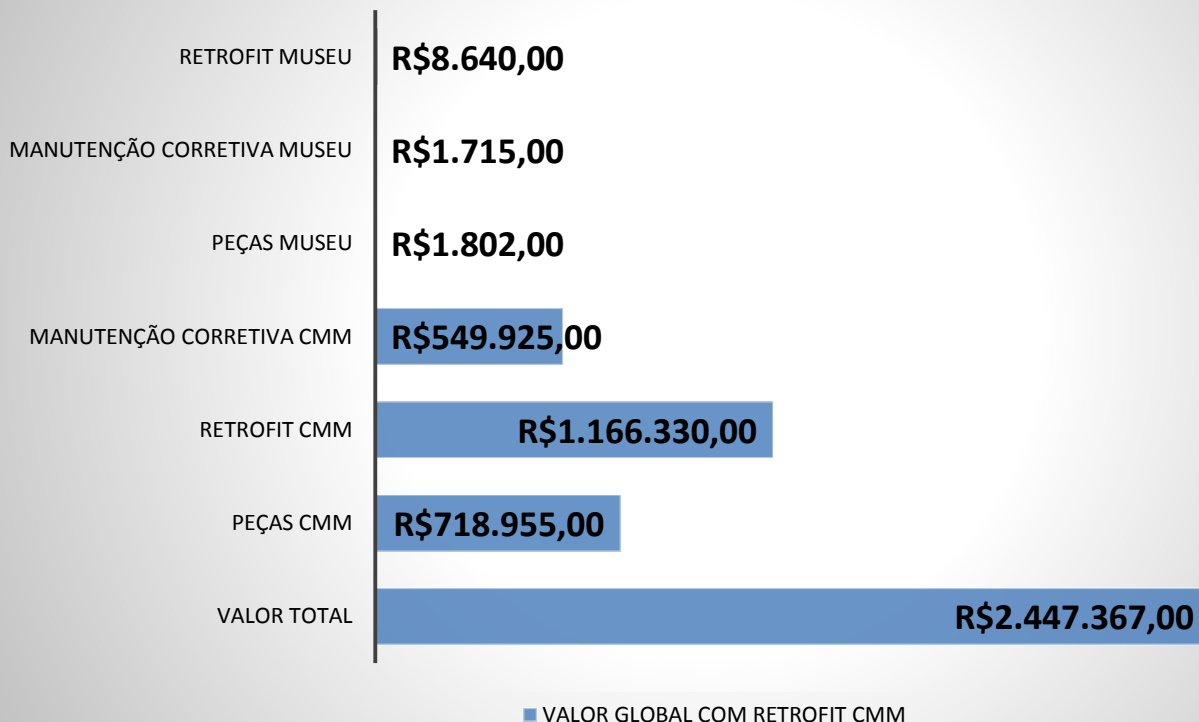 RETROFIT MUSEU R$8.640,00
MANUTENÇÃO CORRETIVA MUSEU R$1.715,00
PEÇAS MUSEU R$1.802,00
MANUTENÇÃO CORRETIVA CMM R$549.925,00
RETROFIT CMM R$1.166.330,00
PEÇAS CMM R$718.955,00
VALOR TOTAL R$2.447.367,00
VALOR GLOBAL COM RETROFIT CMM